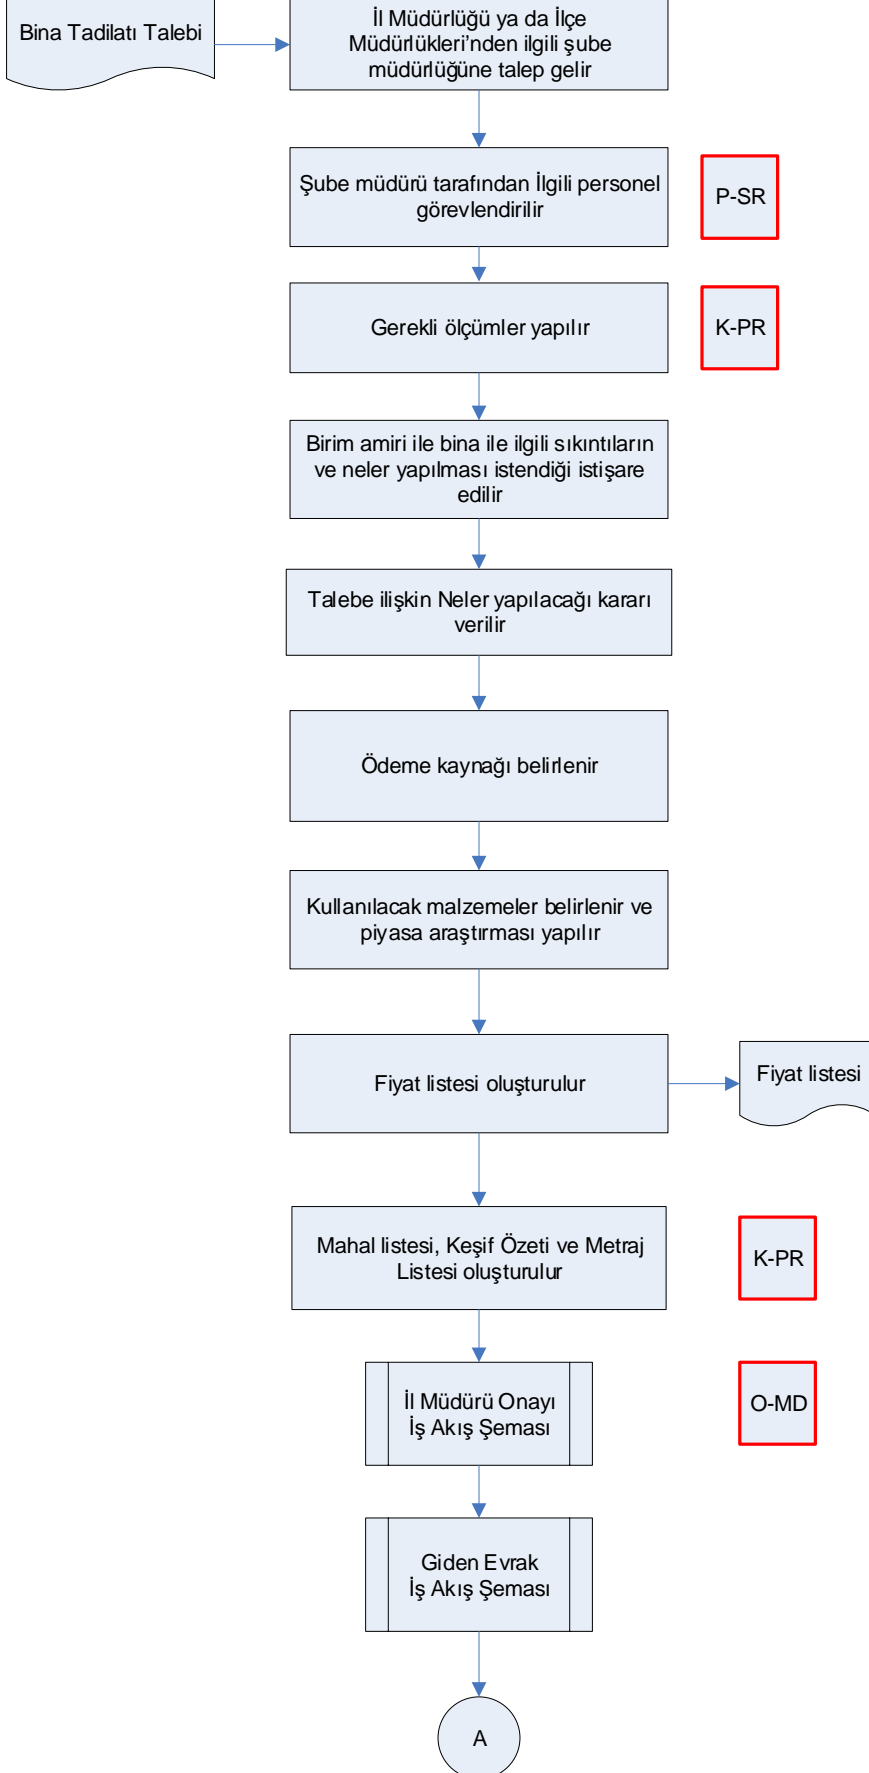 Bina Tadilatı Talebi
İl Müdürlüğü ya da İlçe
Müdürlükleri’nden ilgili şube
müdürlüğüne talep gelir
Şube müdürü tarafından İlgili personel
görevlendirilir
P-SR
Gerekli ölçümler yapılır
K-PR
Birim amiri ile bina ile ilgili sıkıntıların
ve neler yapılması istendiği istişare
edilir
Talebe ilişkin Neler yapılacağı kararı
verilir
Ödeme kaynağı belirlenir
Kullanılacak malzemeler belirlenir ve
piyasa araştırması yapılır
Fiyat listesi oluşturulur
Fiyat listesi
Mahal listesi, Keşif Özeti ve Metraj
Listesi oluşturulur
K-PR
İl Müdürü Onayı
İş Akış Şeması
O-MD
Giden Evrak
İş Akış Şeması
A